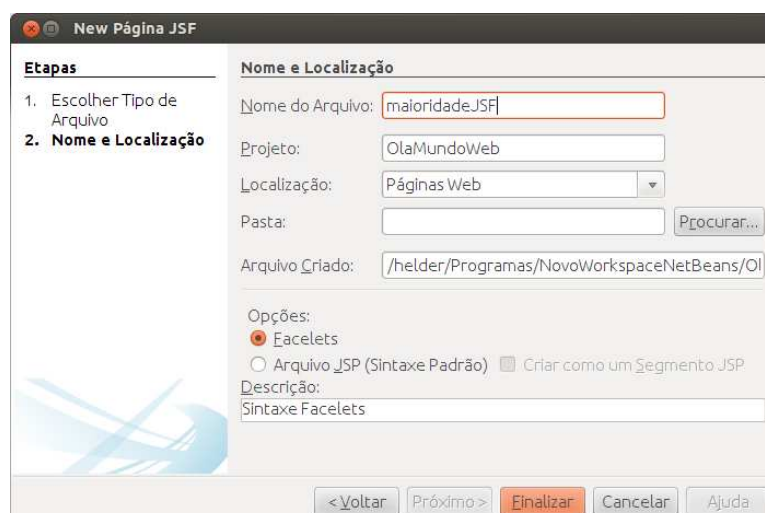 New Página JSF
Etapas
1. Escolher Tipo de
Arquivo
2. Nome e Localização
Nome e Localização
Nome do Arquivo: maioridadeJSF
Projeto: OlaMundoWeb
Localização: Páginas Web
Pasta: Procurar...
Arquivo Criado: /helder/Programas/NovoWorkspaceNetBeans/Ol
Opções:
Facelets
Arquivo JSP (Sintaxe Padrão) Criar como um Segmento JSP
Descrição:
Sintaxe Facelets
< Voltar Próximo > Finalizar Cancelar Ajuda